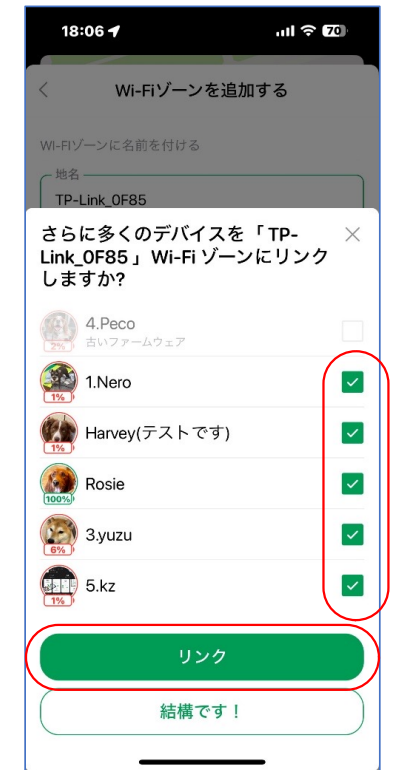 18:06
70
Wi-Fiゾーンを追加する
WI-FIゾーンに名前を付ける
地名
TP-Link_0F85
さらに多くのデバイスを「 TP-
Link_0F85 」 Wi-Fi ゾーンにリンク
しますか?
4.Peco
2%
古いファームウェア
1.Nero
1%
Harvey(テストです)
1%
Rosie
100%
3.yuzu
6%
5.kz
1%
リンク
結構です！